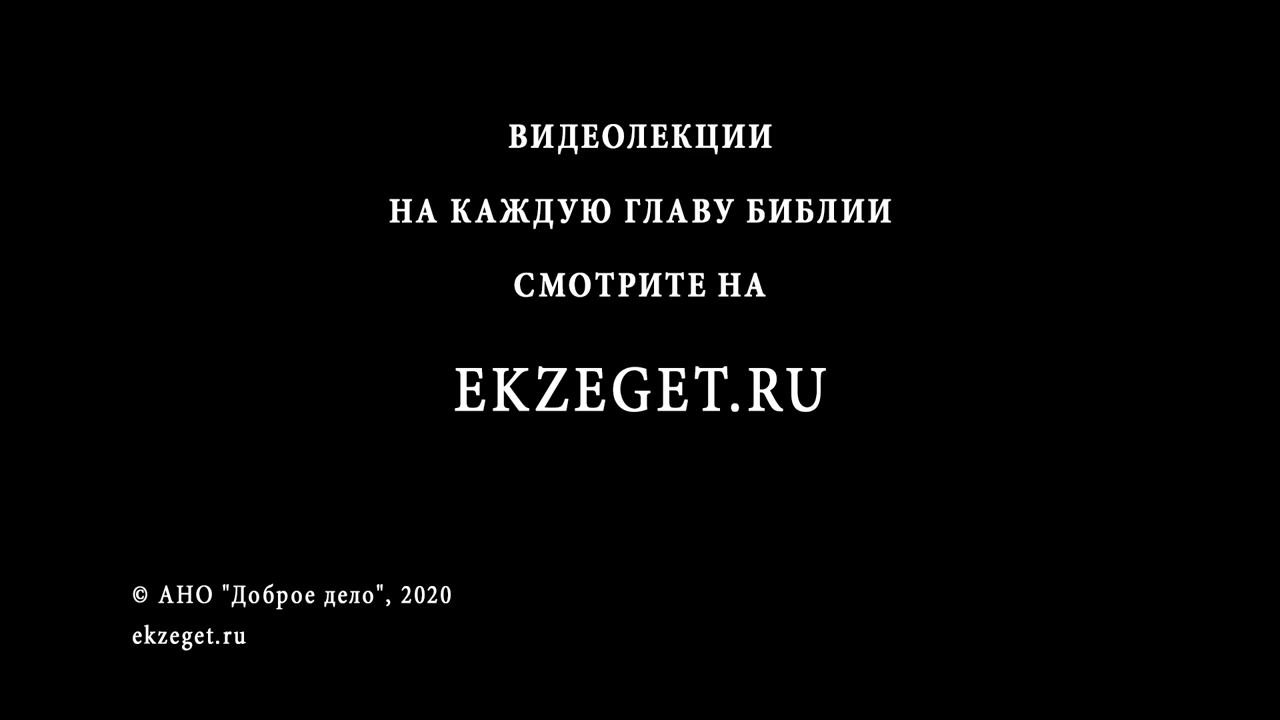 ВИДЕОЛЕКЦИИ
НА КАЖДУЮ ГЛАВУ БИБЛИИ
СМОТРИТЕ НА
EKZEGET.RU
© АНО "Доброе дело", 2020
ekzeget.ru